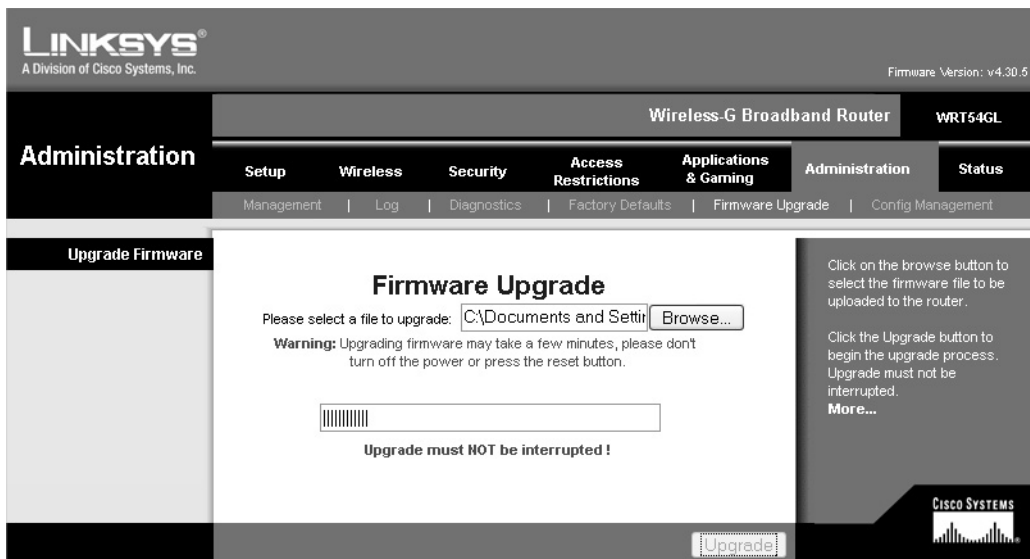 LINKSYS®
A Division of Cisco Systems, Inc.
Firmware Version: v4.30.5
Wireless-G Broadband Router
WRT54GL
Administration
Setup
Wireless
Security
Access
Restrictions
Applications
& Gaming
Administration
Status
Management | Log | Diagnostics | Factory Defaults | Firmware Upgrade | Config Management
Upgrade Firmware
Firmware Upgrade
Please select a file to upgrade: C:\Documents and Settin Browse...
Warning: Upgrading firmware may take a few minutes, please don't
turn off the power or press the reset button.
Upgrade must NOT be interrupted !
Click on the browse button to
select the firmware file to be
uploaded to the router.
Click the Upgrade button to
begin the upgrade process.
Upgrade must not be
interrupted.
More...
CISCO SYSTEMS
Upgrade